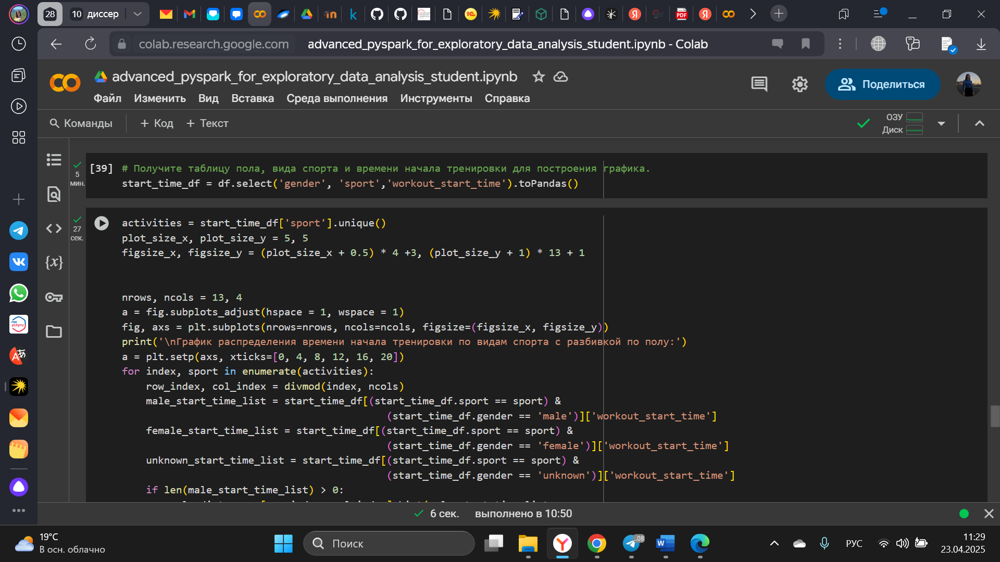 28
10 диссер
colab.research.google.com
advanced_pyspark_for_exploratory_data_analysis_student.ipynb - Colab
advanced_pyspark_for_exploratory_data_analysis_student.ipynb
Файл Изменить Вид Вставка Среда выполнения Инструменты Справка
Поделиться
Команды + Код + Текст
ОЗУ
Диск
5
мин.
[39] # Получите таблицу пола, вида спорта и времени начала тренировки для построения графика.
start_time_df = df.select('gender', 'sport','workout_start_time').toPandas()
27
сек.
activities = start_time_df['sport'].unique()
plot_size_x, plot_size_y = 5, 5
figsize_x, figsize_y = (plot_size_x + 0.5) * 4 +3, (plot_size_y + 1) * 13 + 1
nrows, ncols = 13, 4
a = fig.subplots_adjust(hspace = 1, wspace = 1)
fig, axs = plt.subplots(nrows=nrows, ncols=ncols, figsize=(figsize_x, figsize_y))
print('\nГрафик распределения времени начала тренировки по видам спорта с разбивкой по полу:')
a = plt.setp(axs, xticks=[0, 4, 8, 12, 16, 20])
for index, sport in enumerate(activities):
row_index, col_index = divmod(index, ncols)
male_start_time_list = start_time_df[(start_time_df.sport == sport) &
(start_time_df.gender == 'male')]['workout_start_time']
female_start_time_list = start_time_df[(start_time_df.sport == sport) &
(start_time_df.gender == 'female')]['workout_start_time']
unknown_start_time_list = start_time_df[(start_time_df.sport == sport) &
(start_time_df.gender == 'unknown')]['workout_start_time']
if len(male_start_time_list) > 0:
6 сек. выполнено в 10:50
19°C
В осн. облачно
Поиск
РУС
11:29
23.04.2025